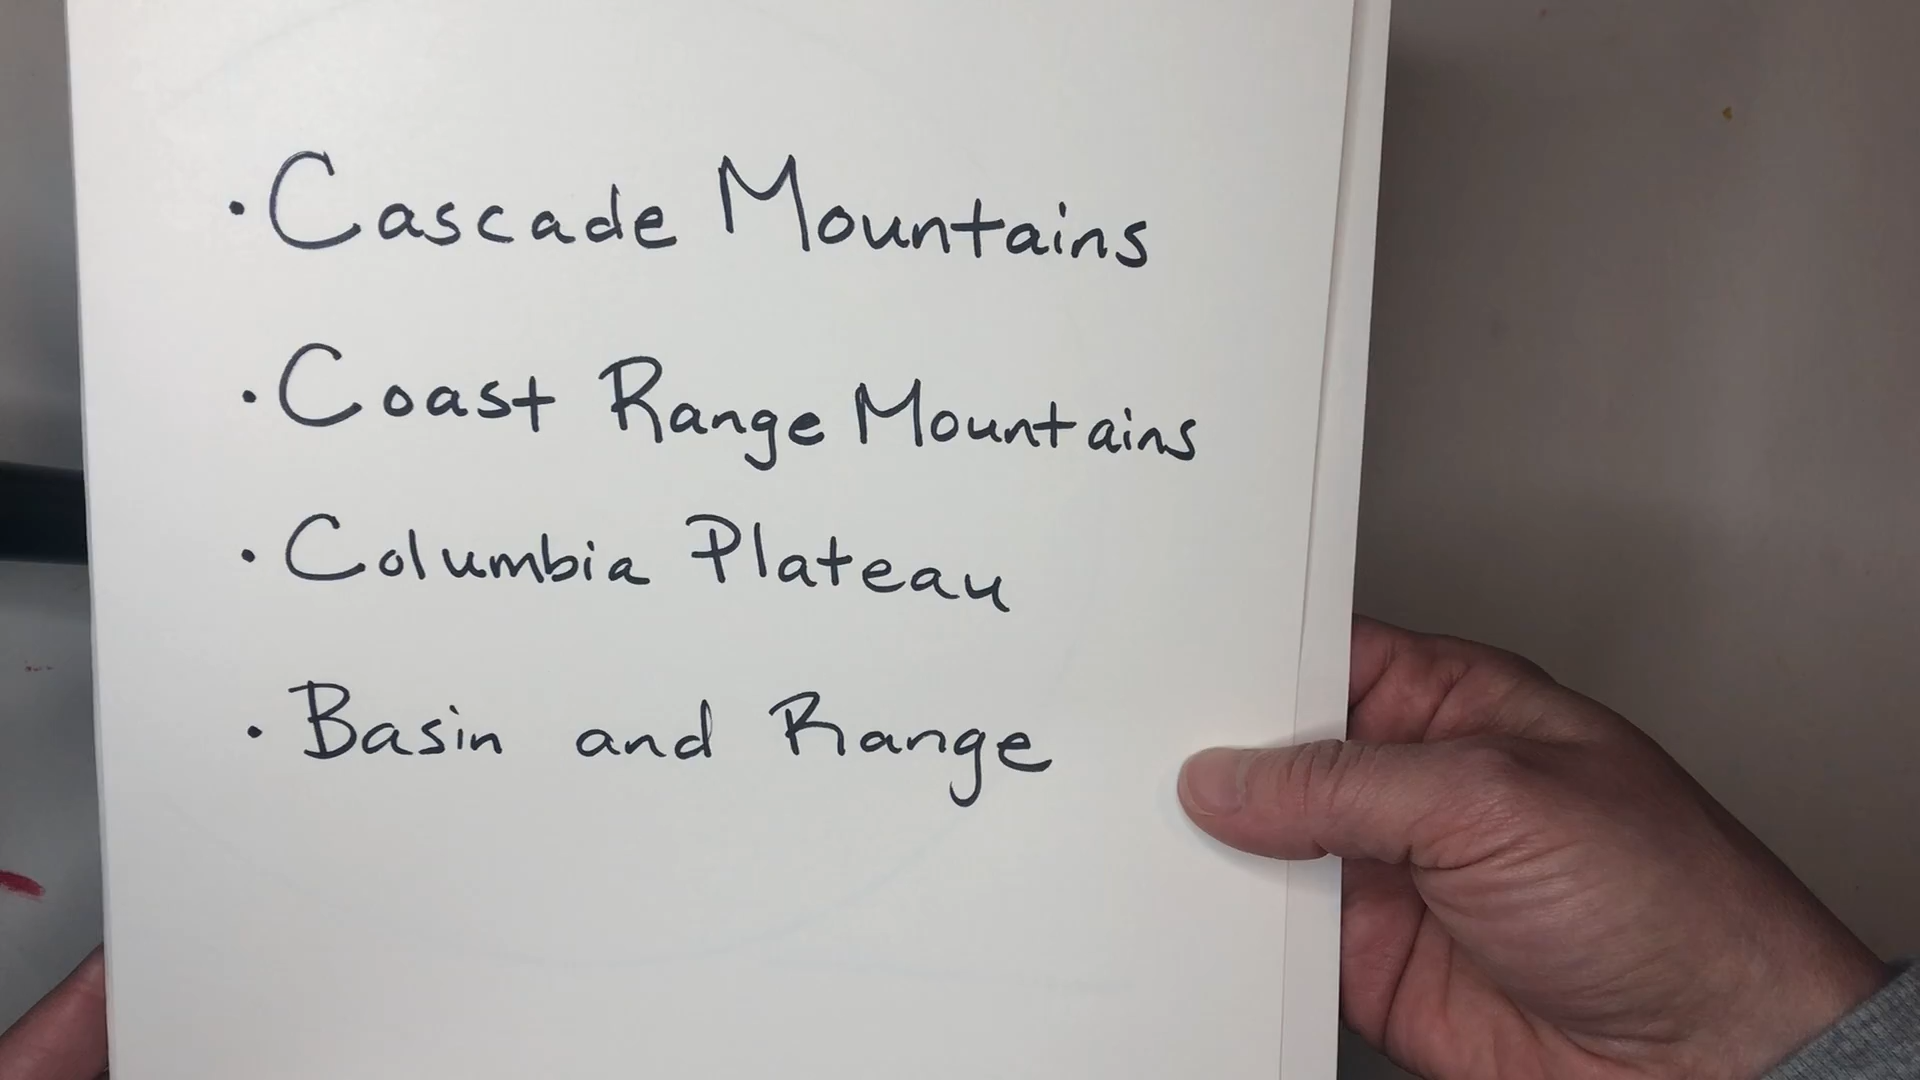 · Cascade Mountains
· Coast Range Mountains
· Columbia Plateau
· Basin and Range